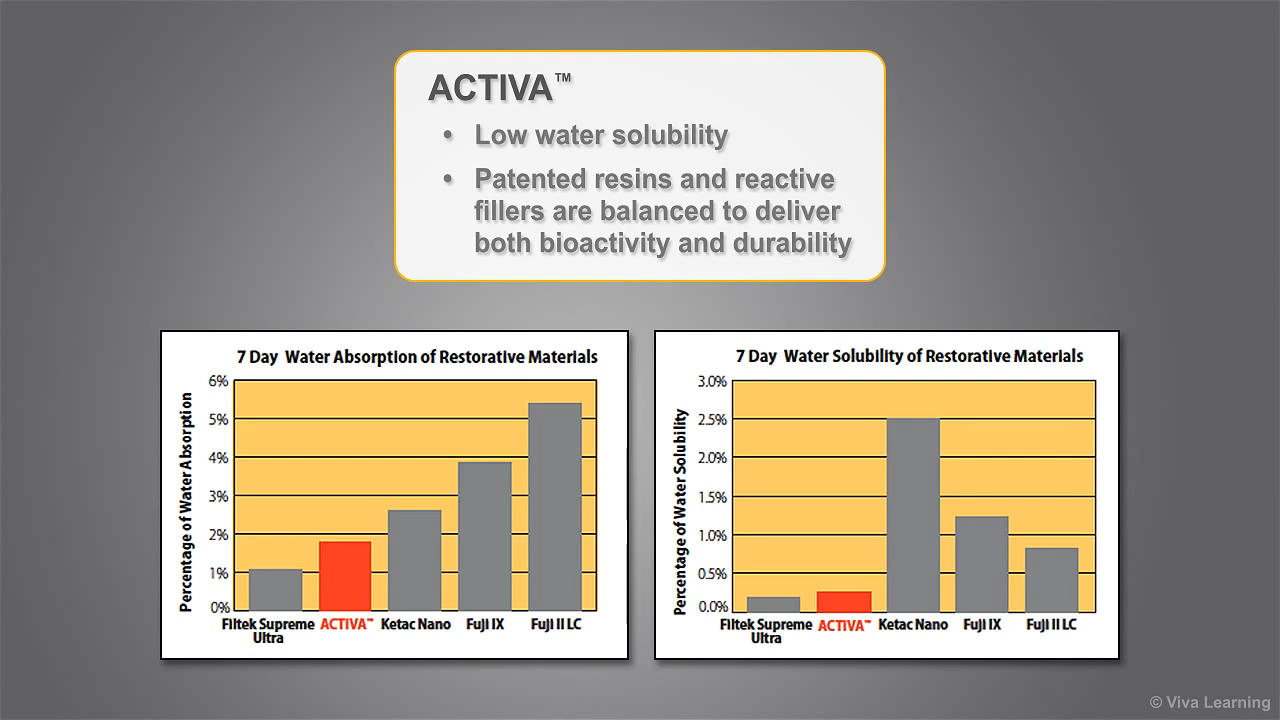 ACTIVA™
• Low water solubility
• Patented resins and reactive
fillers are balanced to deliver
both bioactivity and durability
7 Day Water Absorption of Restorative Materials
Percentage of Water Absorption
6%
5%
4%
3%
2%
1%
0%
Filtek Supreme Ultra
ACTIVA™
Ketac Nano
Fuji IX
Fuji II LC
7 Day Water Solubility of Restorative Materials
Percentage of Water Solubility
3.0%
2.5%
2.0%
1.5%
1.0%
0.5%
0.0%
Filtek Supreme Ultra
ACTIVA™
Ketac Nano
Fuji IX
Fuji II LC
© Viva Learning